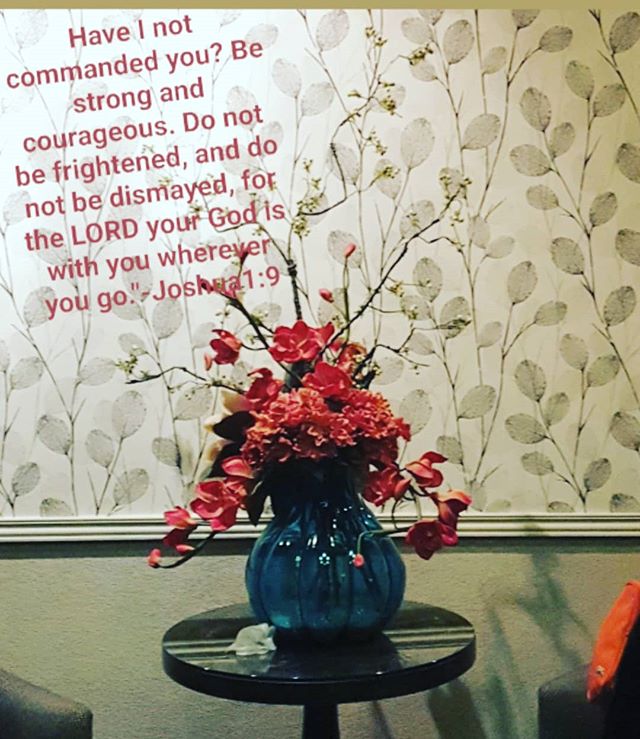 Have I not
commanded you? Be
strong and
courageous. Do not
be frightened, and do
not be dismayed, for
the LORD your God is
with you wherever
you go."-Joshua1:9